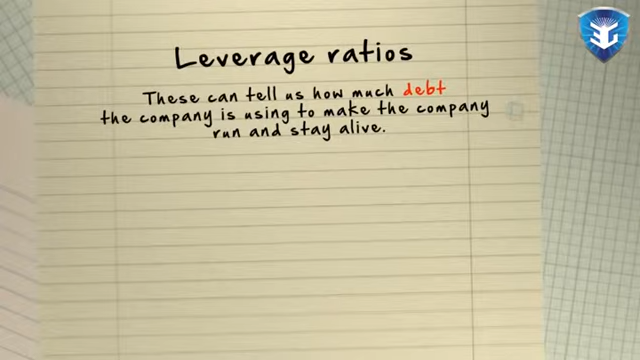 Leverage ratios
These can tell us how much debt
the company is using to make the company
run and stay alive.